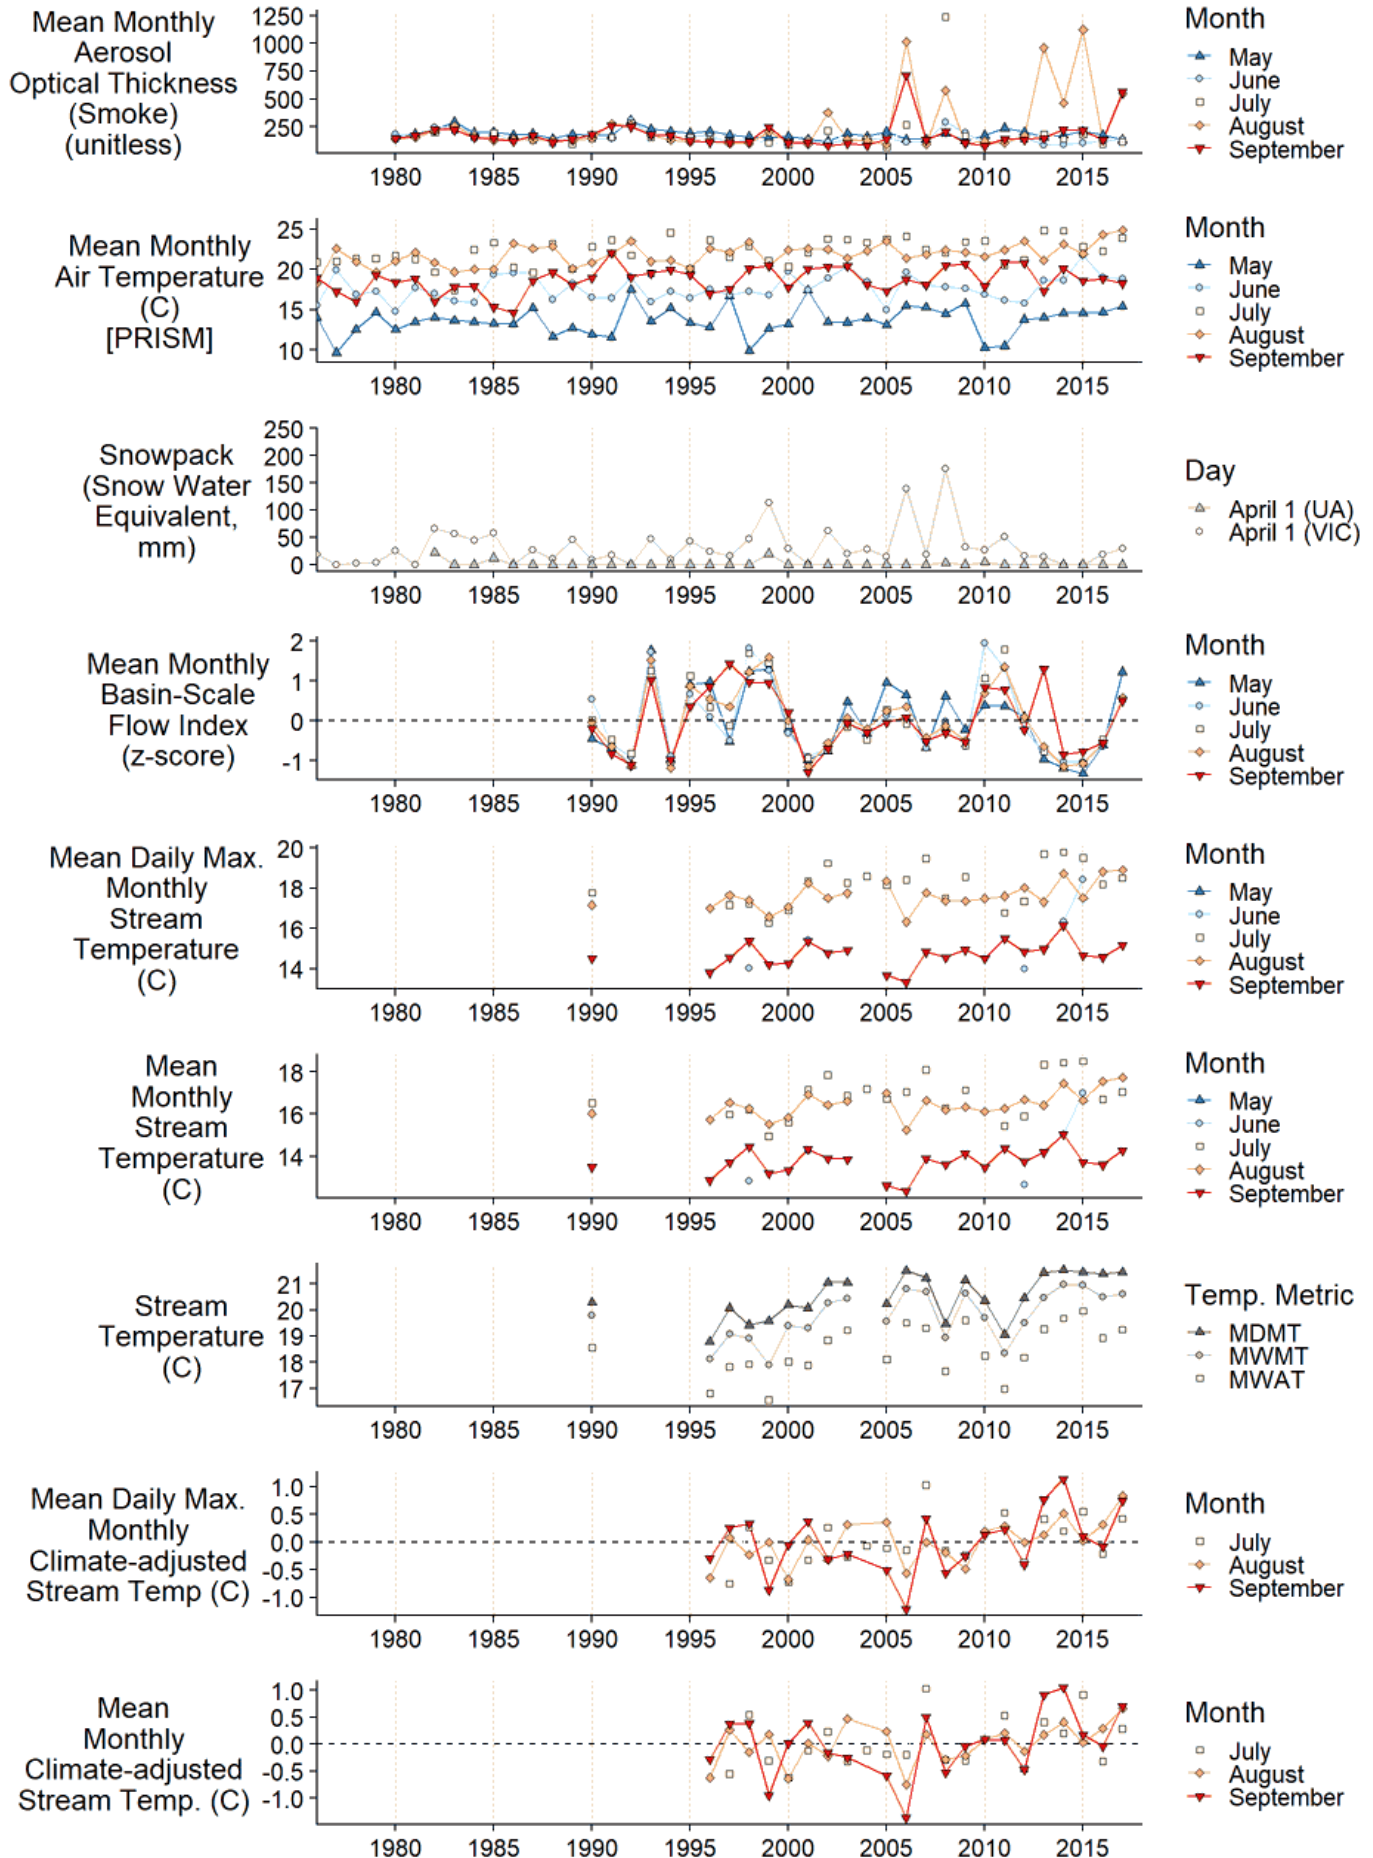 Mean Monthly
Aerosol
Optical Thickness
(Smoke)
(unitless)
1250
1000
750
500
250
1980 1985 1990 1995 2000 2005 2010 2015
Month
May
June
July
August
September
Mean Monthly
Air Temperature
(C)
[PRISM]
25
20
15
10
1980 1985 1990 1995 2000 2005 2010 2015
Month
May
June
July
August
September
Snowpack
(Snow Water
Equivalent,
mm)
250
200
150
100
50
0
1980 1985 1990 1995 2000 2005 2010 2015
Day
April 1 (UA)
April 1 (VIC)
Mean Monthly
Basin-Scale
Flow Index
(z-score)
2
1
0
-1
1980 1985 1990 1995 2000 2005 2010 2015
Month
May
June
July
August
September
Mean Daily Max.
Monthly
Stream
Temperature
(C)
20
18
16
14
1980 1985 1990 1995 2000 2005 2010 2015
Month
May
June
July
August
September
Mean
Monthly
Stream
Temperature
(C)
18
16
14
1980 1985 1990 1995 2000 2005 2010 2015
Month
May
June
July
August
September
Stream
Temperature
(C)
21
20
19
18
17
1980 1985 1990 1995 2000 2005 2010 2015
Temp. Metric
MDMT
MWMT
MWAT
Mean Daily Max.
Monthly
Climate-adjusted
Stream Temp (C)
1.0
0.5
0.0
-0.5
-1.0
1980 1985 1990 1995 2000 2005 2010 2015
Month
July
August
September
Mean
Monthly
Climate-adjusted
Stream Temp. (C)
1.0
0.5
0.0
-0.5
-1.0
1980 1985 1990 1995 2000 2005 2010 2015
Month
July
August
September